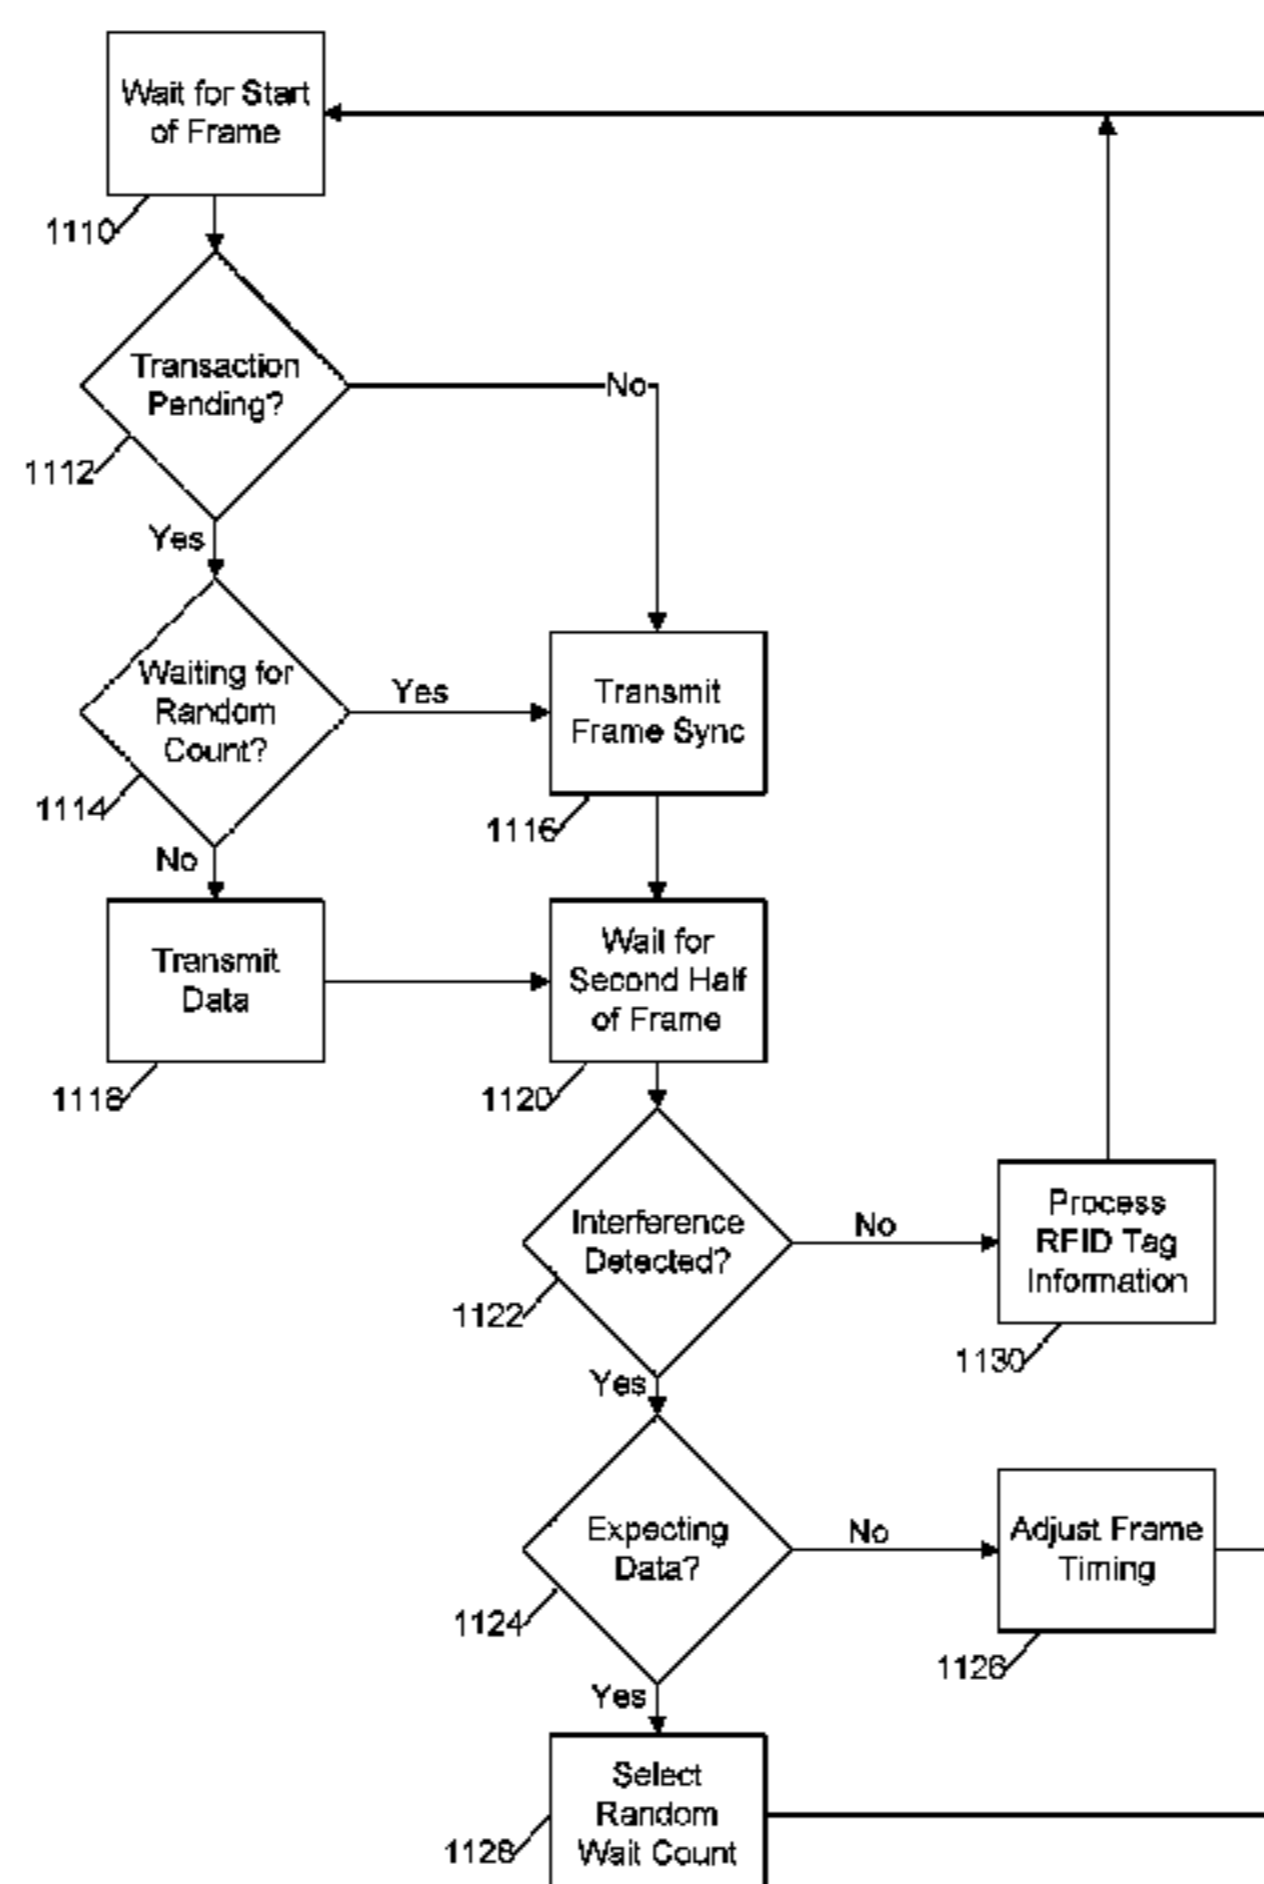 Wait for Start
of Frame
1110
Transaction
Pending?
No
1112
Yes
Waiting for
Random
Count?
Yes
Transmit
Frame Sync
1114
1116
No
Transmit
Data
Wait for
Second Half
of Frame
1118
1120
Interference
Detected?
No
Process
RFID Tag
Information
1122
1130
Yes
Expecting
Data?
No
Adjust Frame
Timing
1124
1126
Yes
Select
Random
Wait Count
1128